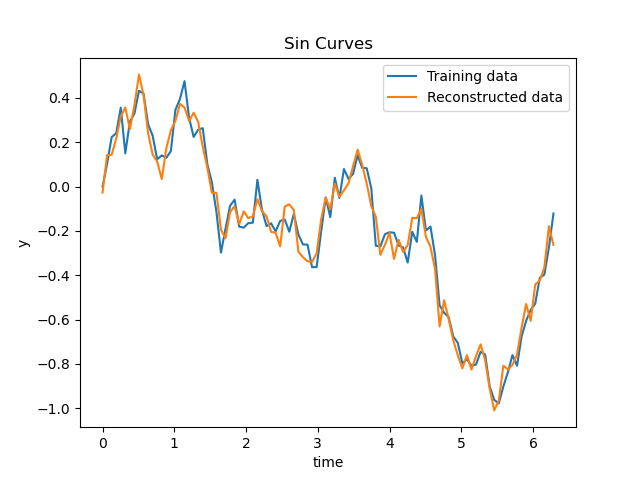 Sin Curves
Training data
Reconstructed data
0.4
0.2
0.0
−0.2
−0.4
−0.6
−0.8
−1.0
y
0 1 2 3 4 5 6
time